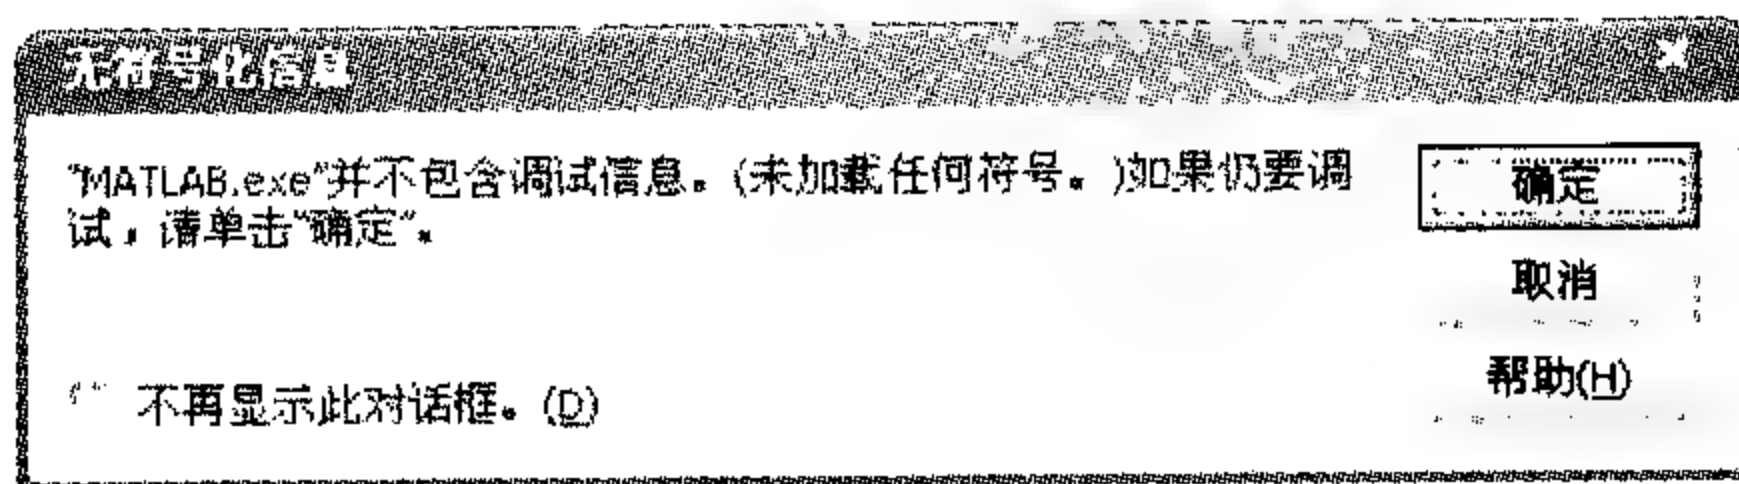 无符号化信息
"MATLAB.exe"并不包含调试信息。(未加载任何符号。)如果仍要调
试，请单击"确定"。
确定
取消
帮助(H)
不再显示此对话框。(D)